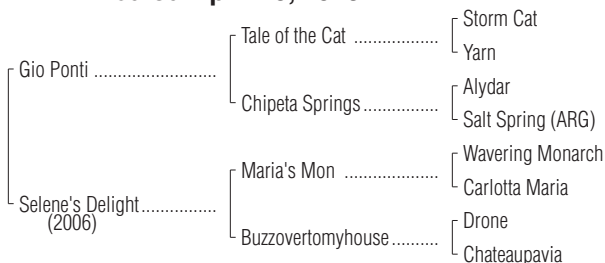 Storm Cat
Tale of the Cat ..................
Yarn
Gio Ponti ..........................
Alydar
Chipeta Springs ................
Salt Spring (ARG)
Wavering Monarch
Maria's Mon ...................
Carlotta Maria
Selene's Delight ................
(2006)
Drone
Buzzovertomyhouse ..........
Chateaupavia